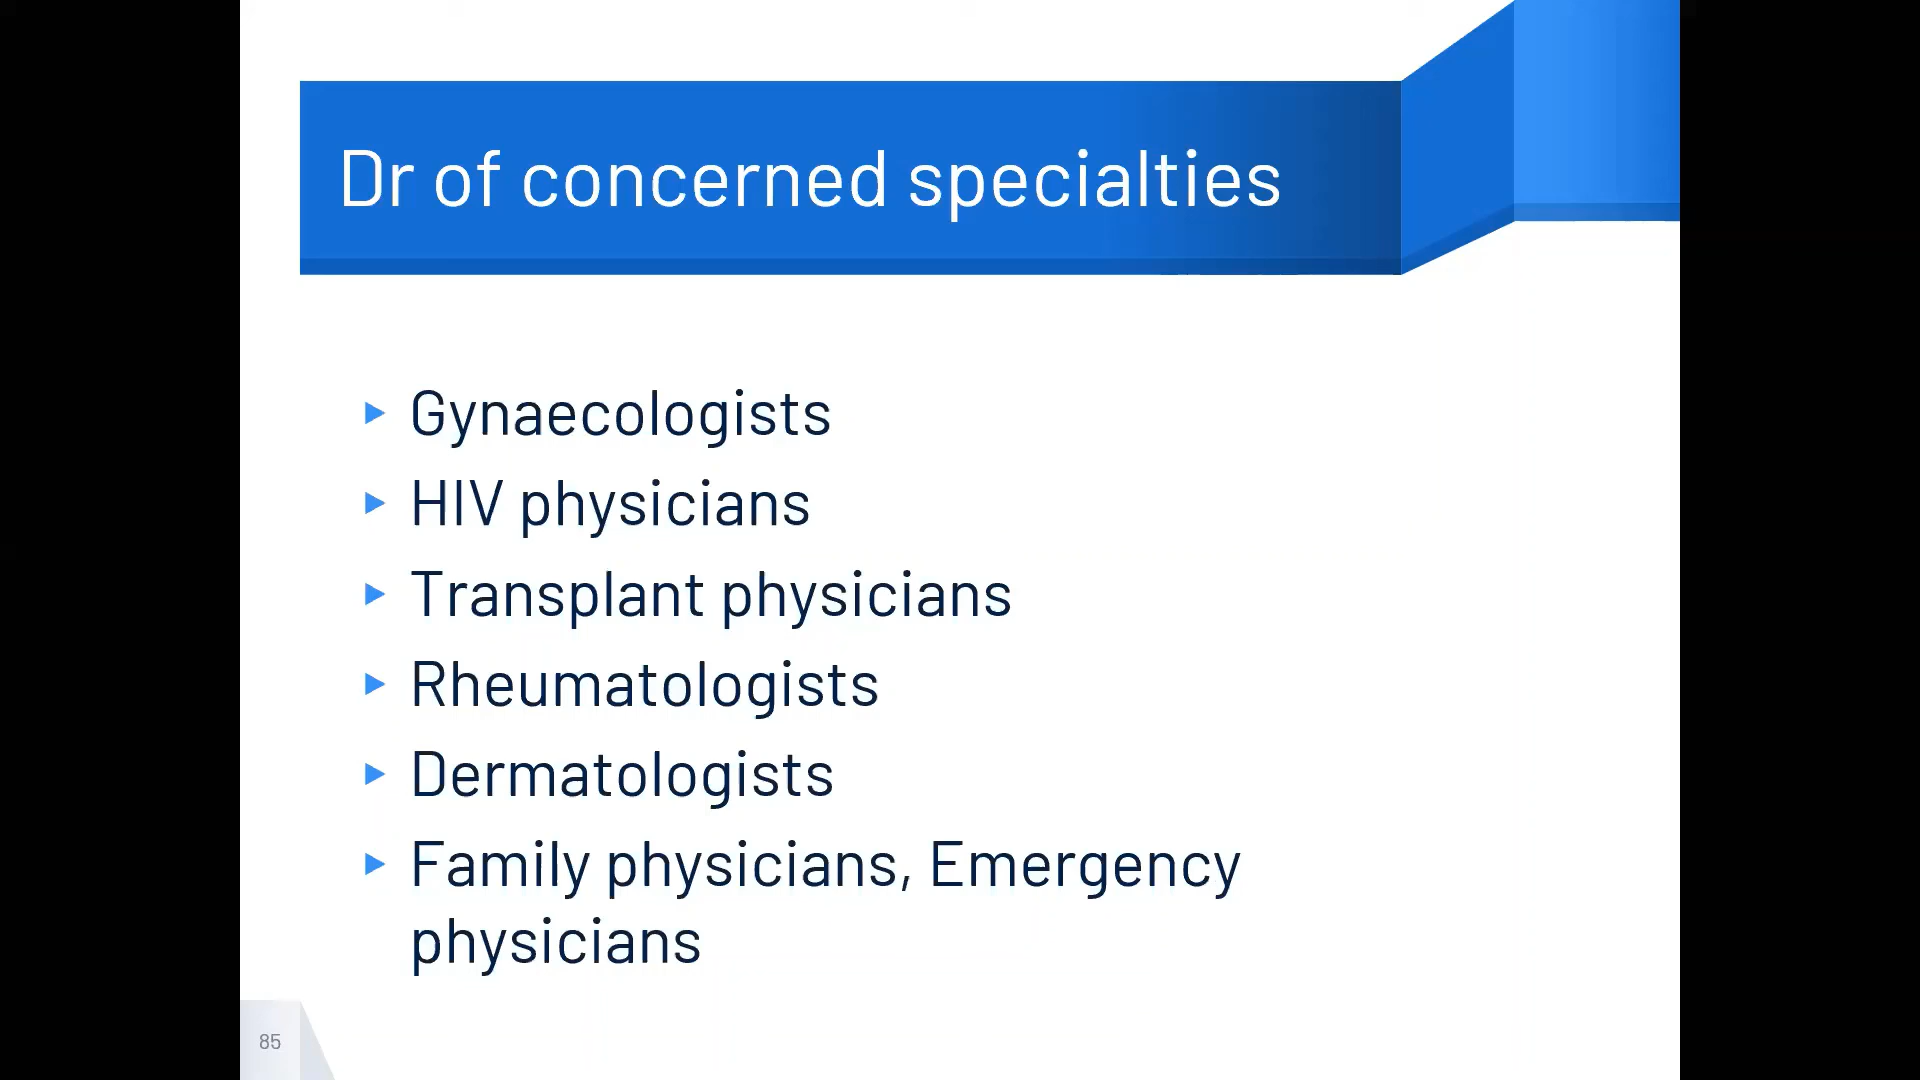 Dr of concerned specialties
Gynaecologists
HIV physicians
Transplant physicians
Rheumatologists
Dermatologists
Family physicians, Emergency
physicians
85